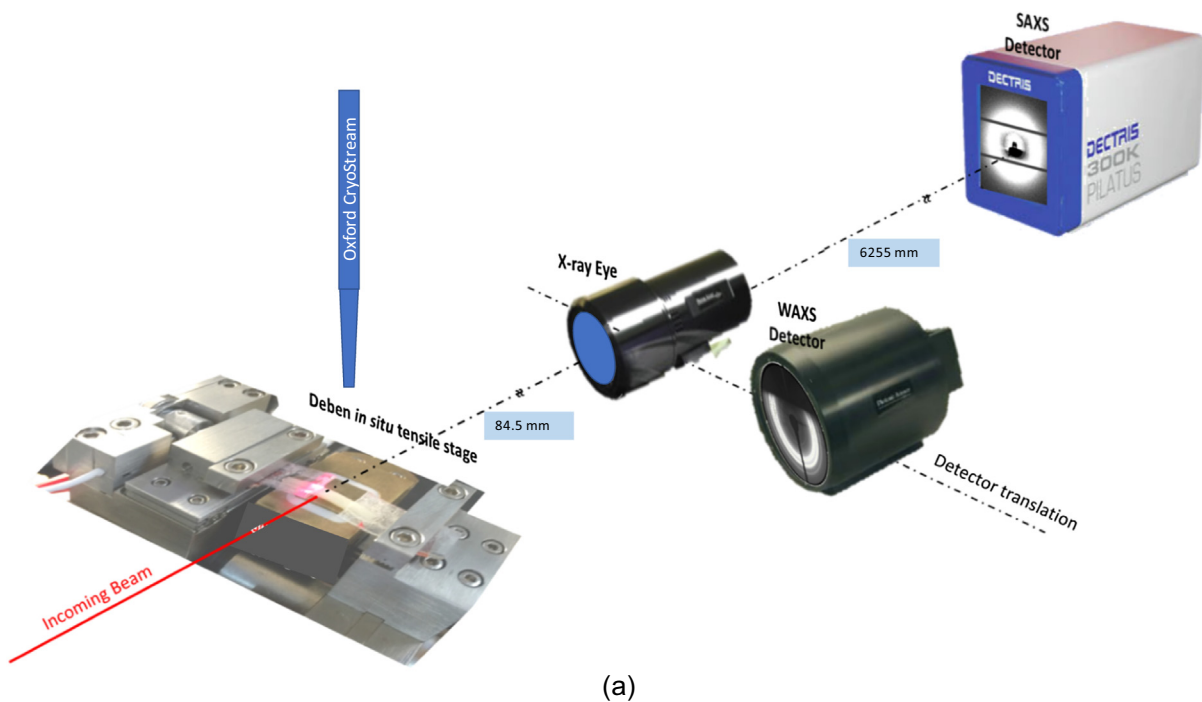 SAXS
Detector
DECTRIS
DECTRIS
300K
PILATUS
Oxford CryoStream
X-ray Eye
6255 mm
WAXS
Detector
Deben in situ tensile stage
84.5 mm
Detector translation
Incoming Beam
(a)